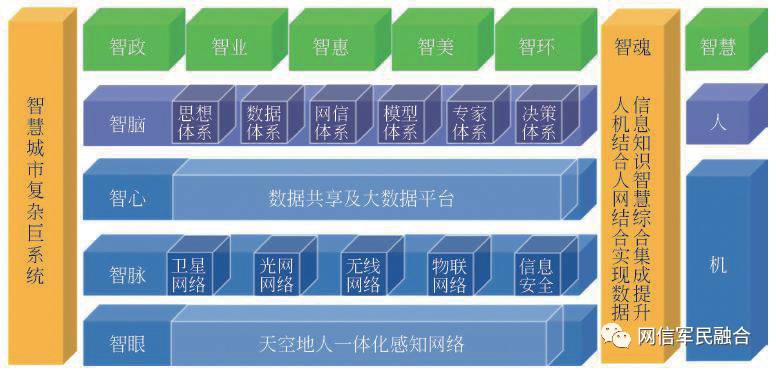 智慧城市复杂巨系统
智政
智业
智惠
智美
智环
智脑
思想
体系
数据
体系
网信
体系
模型
体系
专家
体系
决策
体系
智心
数据共享及大数据平台
智脉
卫星
网络
光网
网络
无线
网络
物联
网络
信息
安全
智眼
天空地人一体化感知网络
智魂
人机结合人网结合实现数据
信息知识智慧综合集成提升
智慧
人
机
网信军民融合